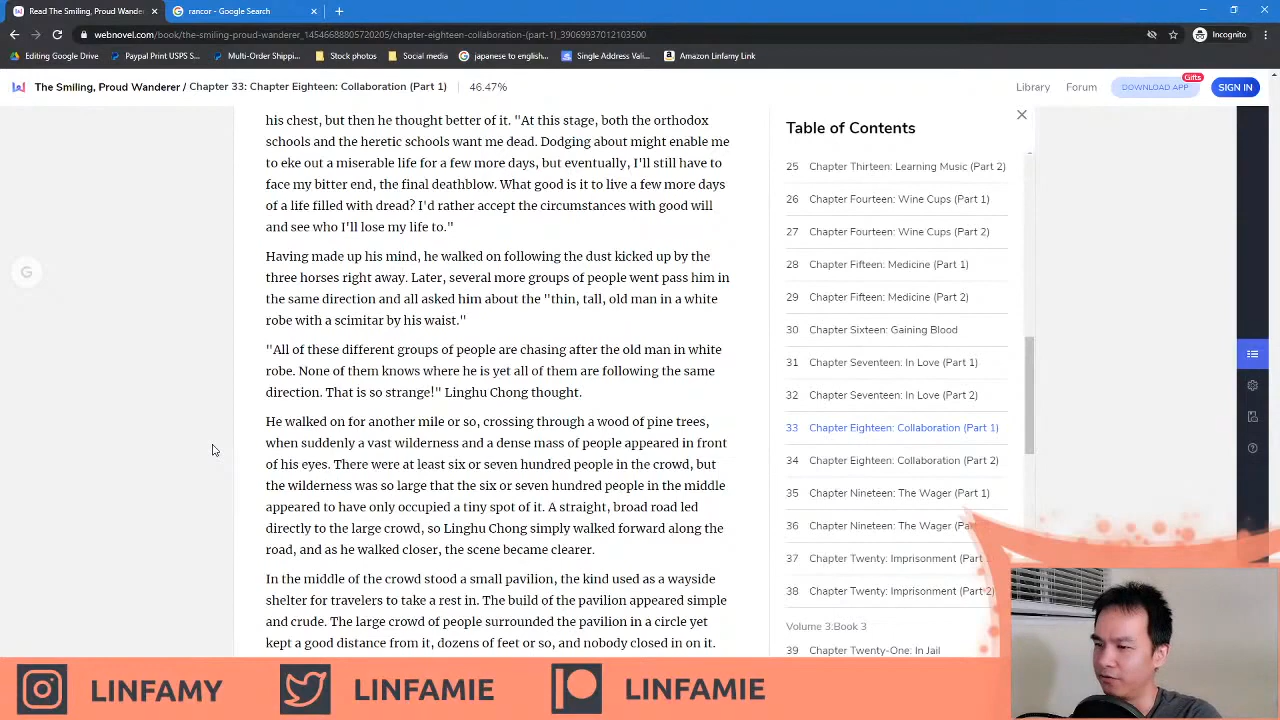 Read The Smiling, Proud Wande
rancor - Google Search
webnovel.com/book/the-smiling-proud-wanderer_14546688805720205/chapter-eighteen-collaboration-(part-1)_39069937012103500
Incognito
Editing Google Drive
Paypal Print USPS S...
Multi-Order Shippi...
Stock photos
Social media
japanese to english...
Single Address Vali...
Amazon Linfamy Link
The Smiling, Proud Wanderer / Chapter 33: Chapter Eighteen: Collaboration (Part 1)
46.47%
Library
Forum
DOWNLOAD APP
Gifts
SIGN IN
his chest, but then he thought better of it. "At this stage, both the orthodox
schools and the heretic schools want me dead. Dodging about might enable me
to eke out a miserable life for a few more days, but eventually, I'll still have to
face my bitter end, the final deathblow. What good is it to live a few more days
of a life filled with dread? I'd rather accept the circumstances with good will
and see who I'll lose my life to."
Having made up his mind, he walked on following the dust kicked up by the
three horses right away. Later, several more groups of people went pass him in
the same direction and all asked him about the "thin, tall, old man in a white
robe with a scimitar by his waist."
"All of these different groups of people are chasing after the old man in white
robe. None of them knows where he is yet all of them are following the same
direction. That is so strange!" Linghu Chong thought.
He walked on for another mile or so, crossing through a wood of pine trees,
when suddenly a vast wilderness and a dense mass of people appeared in front
of his eyes. There were at least six or seven hundred people in the crowd, but
the wilderness was so large that the six or seven hundred people in the middle
appeared to have only occupied a tiny spot of it. A straight, broad road led
directly to the large crowd, so Linghu Chong simply walked forward along the
road, and as he walked closer, the scene became clearer.
In the middle of the crowd stood a small pavilion, the kind used as a wayside
shelter for travelers to take a rest in. The build of the pavilion appeared simple
and crude. The large crowd of people surrounded the pavilion in a circle yet
kept a good distance from it, dozens of feet or so, and nobody closed in on it.
Table of Contents
25 Chapter Thirteen: Learning Music (Part 2)
26 Chapter Fourteen: Wine Cups (Part 1)
27 Chapter Fourteen: Wine Cups (Part 2)
28 Chapter Fifteen: Medicine (Part 1)
29 Chapter Fifteen: Medicine (Part 2)
30 Chapter Sixteen: Gaining Blood
31 Chapter Seventeen: In Love (Part 1)
32 Chapter Seventeen: In Love (Part 2)
33 Chapter Eighteen: Collaboration (Part 1)
34 Chapter Eighteen: Collaboration (Part 2)
35 Chapter Nineteen: The Wager (Part 1)
36 Chapter Nineteen: The Wager (Pa
37 Chapter Twenty: Imprisonment (Part
38 Chapter Twenty: Imprisonment (Part 2)
Volume 3:Book 3
39 Chapter Twenty-One: In Jail
G
LINFAMY
LINFAMIE
LINFAMIE